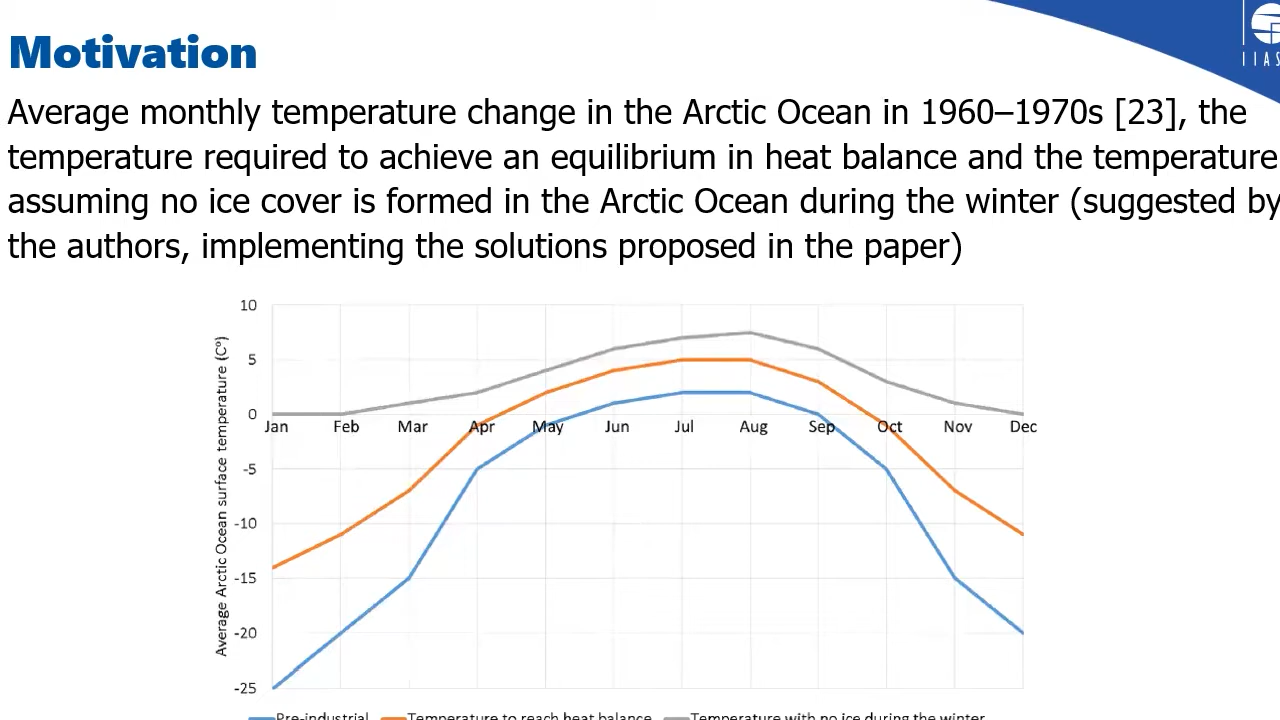 Motivation
IIAS
Average monthly temperature change in the Arctic Ocean in 1960–1970s [23], the
temperature required to achieve an equilibrium in heat balance and the temperature
assuming no ice cover is formed in the Arctic Ocean during the winter (suggested by
the authors, implementing the solutions proposed in the paper)
Average Arctic Ocean surface temperature (C°)
10
5
0
-5
-10
-15
-20
-25
Jan Feb Mar Apr May Jun Jul Aug Sep Oct Nov Dec
Pre-industrial Temperature to reach heat balance Temperature with no ice during the winter